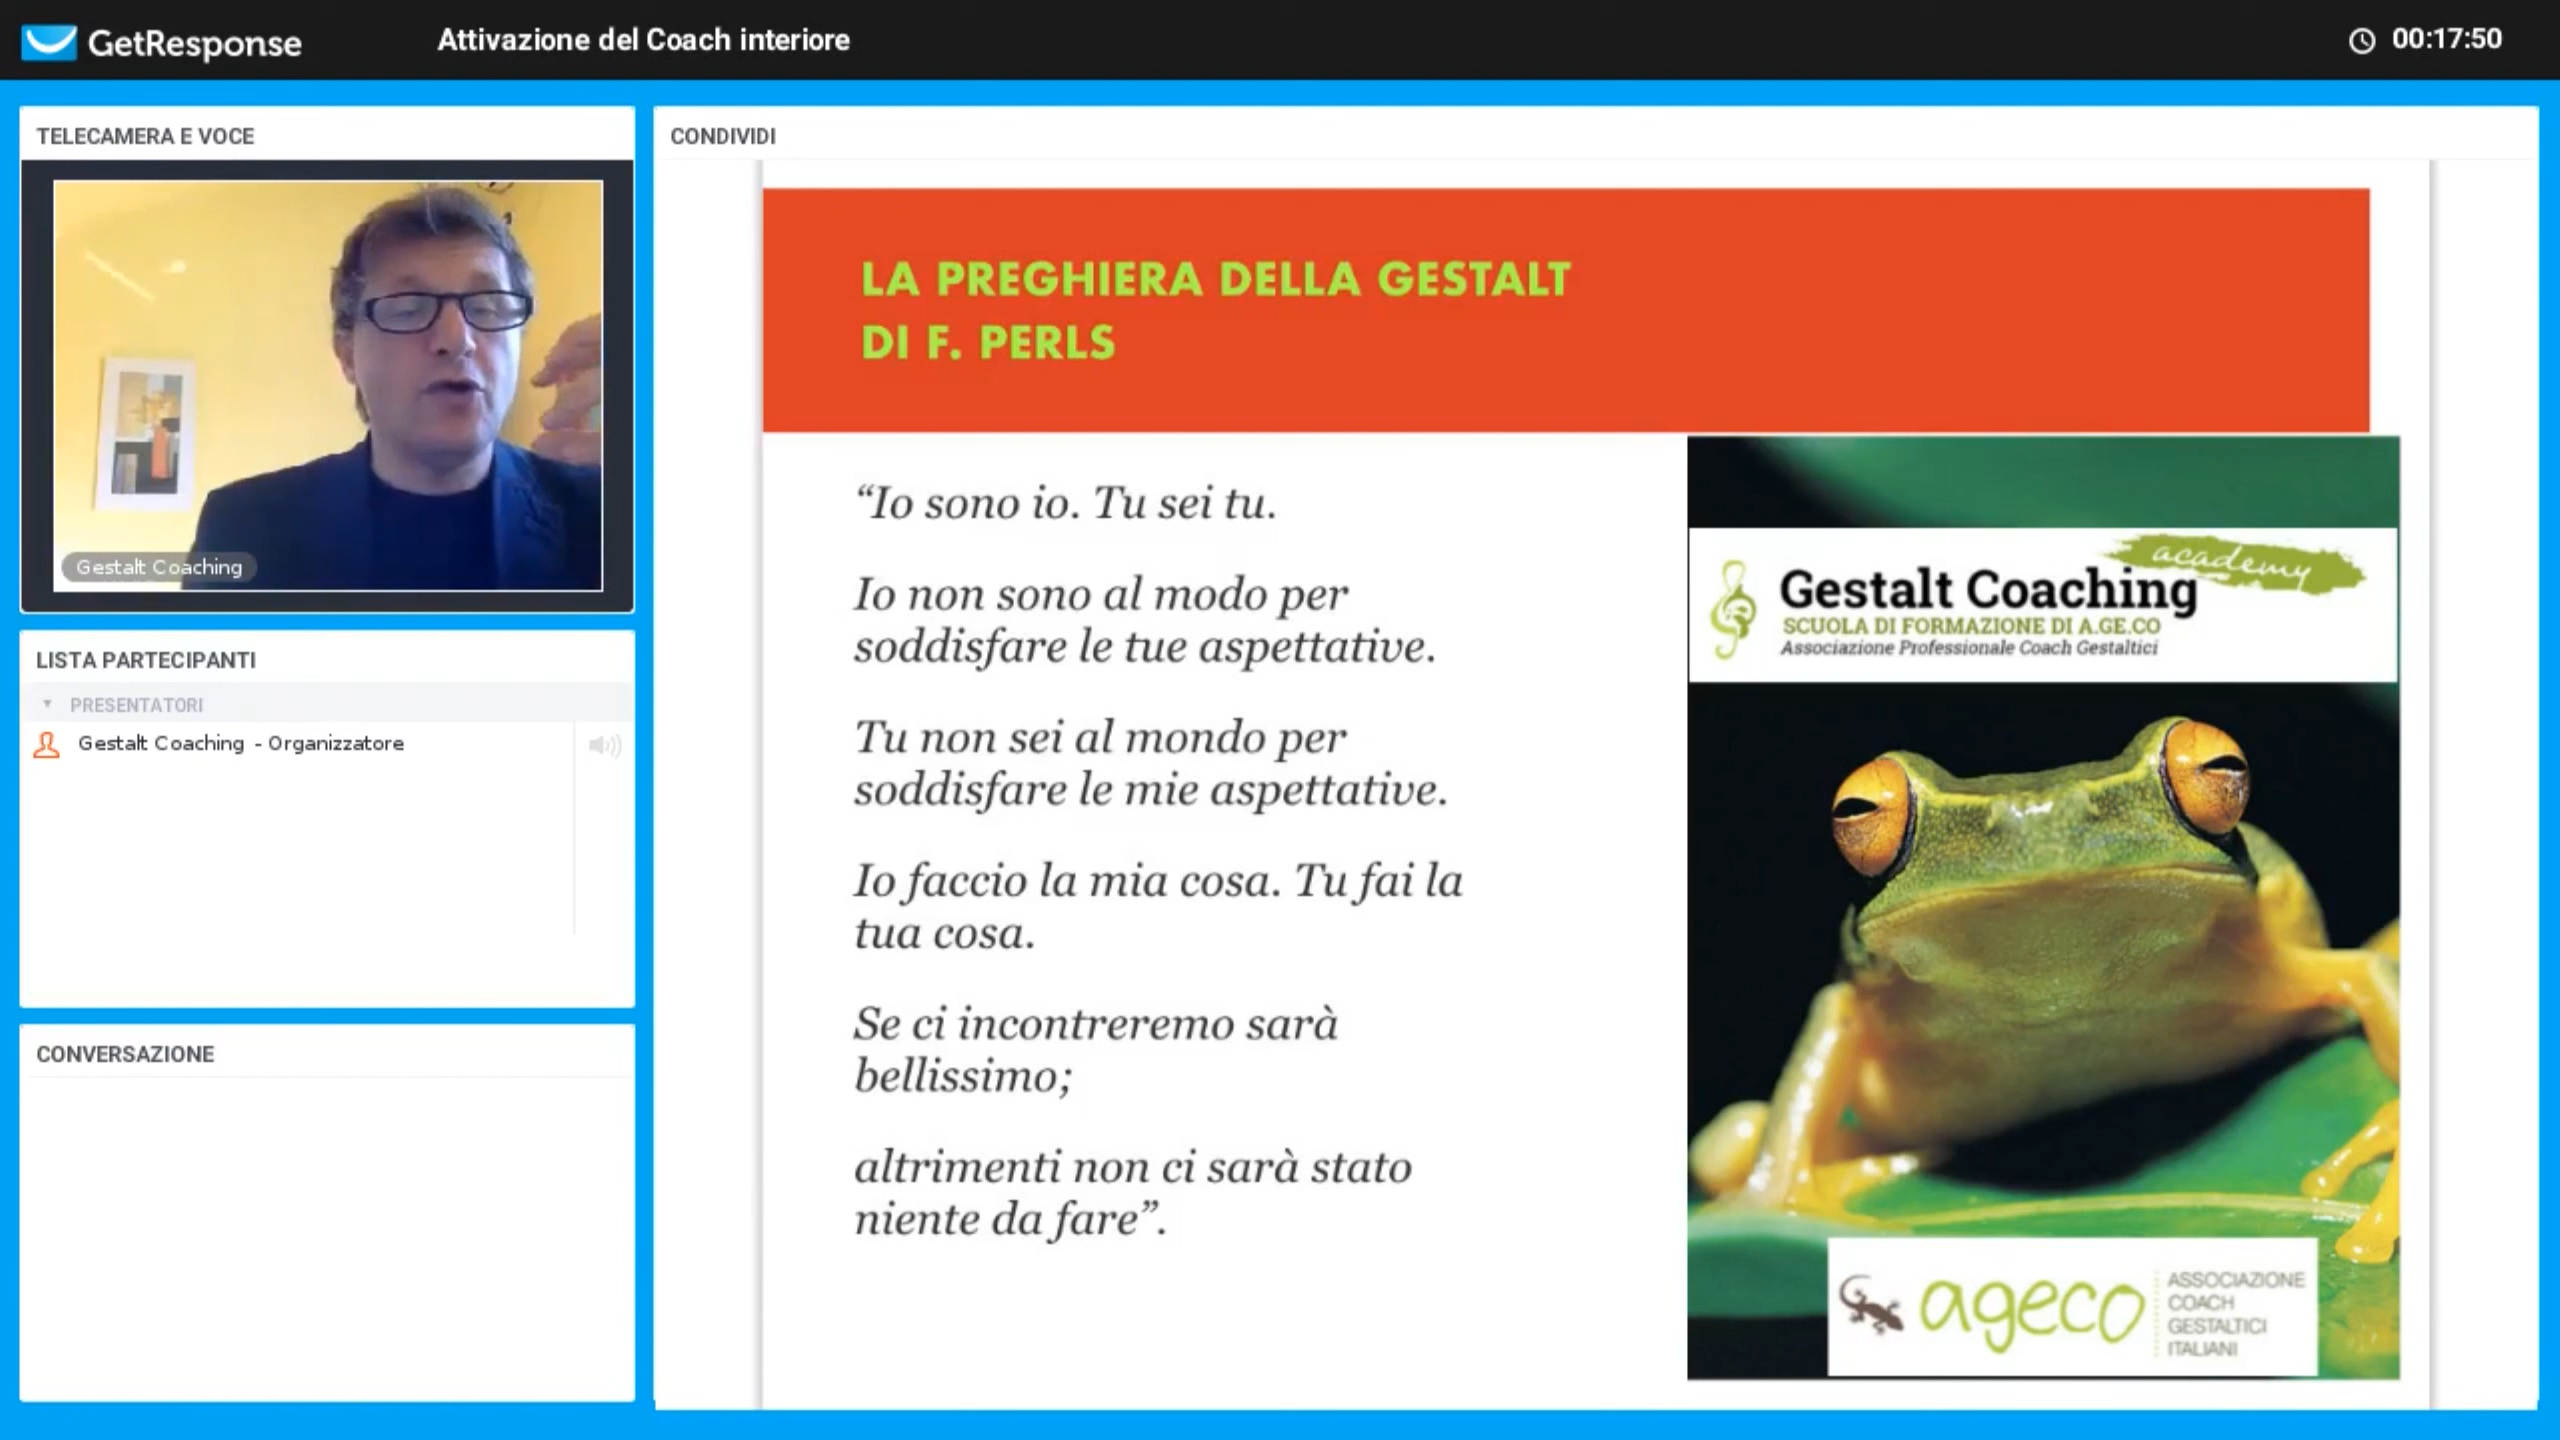 GetResponse
Attivazione del Coach interiore
00:17:50
TELECAMERA E VOCE
Gestalt Coaching
LISTA PARTECIPANTI
PRESENTATORI
Gestalt Coaching - Organizzatore
CONVERSAZIONE
CONDIVIDI
LA PREGHIERA DELLA GESTALT
DI F. PERLS
“Io sono io. Tu sei tu.
Io non sono al modo per
soddisfare le tue aspettative.
Tu non sei al mondo per
soddisfare le mie aspettative.
Io faccio la mia cosa. Tu fai la
tua cosa.
Se ci incontreremo sarà
bellissimo;
altrimenti non ci sarà stato
niente da fare”.
academy
Gestalt Coaching
SCUOLA DI FORMAZIONE DI A.GE.CO
Associazione Professionale Coach Gestaltici
ageco
ASSOCIAZIONE
COACH
GESTALTICI
ITALIANI